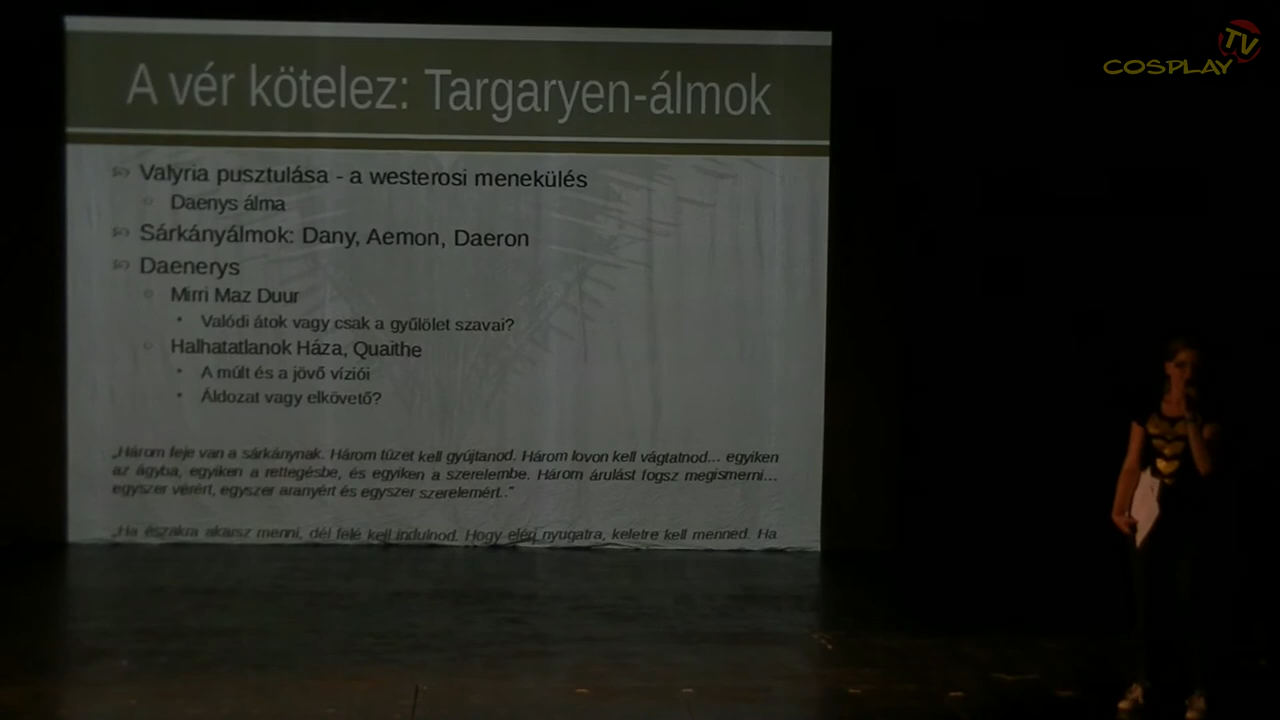 A vér kötelez: Targaryen-álmok
Valyria pusztulása - a westerosi menekülés
Daenys álma
Sárkányálmok: Dany, Aemon, Daeron
Daenerys
Mirri Maz Duur
Valódi átok vagy csak a gyűlölet szavai?
Halhatatlanok Háza, Quaithe
A múlt és a jövő víziói
Áldozat vagy elkövető?
„Három feje van a sárkánynak. Három tüzet kell gyújtanod. Három lovon kell vágtatnod... egyiken
az ágyba, egyiken a rettegésbe, és egyiken a szerelembe. Három árulást fogsz megismerni...
egyszer vérért, egyszer aranyért és egyszer szerelemért..”
„Ha északra akarsz menni, dél felé kell indulnod. Hogy elérj nyugatra, keletre kell menned. Ha
COSPLAY TV